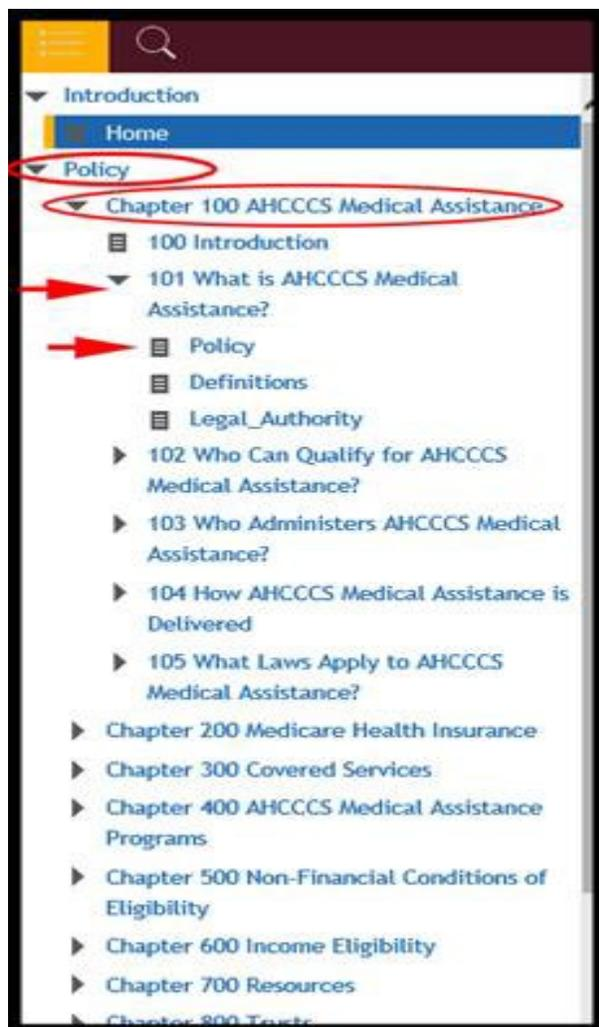 Introduction
Home
Policy
Chapter 100 AHCCCS Medical Assistance
100 Introduction
101 What is AHCCCS Medical
Assistance?
Policy
Definitions
Legal_Authority
102 Who Can Qualify for AHCCCS
Medical Assistance?
103 Who Administers AHCCCS Medical
Assistance?
104 How AHCCCS Medical Assistance is
Delivered
105 What Laws Apply to AHCCCS
Medical Assistance?
Chapter 200 Medicare Health Insurance
Chapter 300 Covered Services
Chapter 400 AHCCCS Medical Assistance
Programs
Chapter 500 Non-Financial Conditions of
Eligibility
Chapter 600 Income Eligibility
Chapter 700 Resources
Chapter 800 Trusts